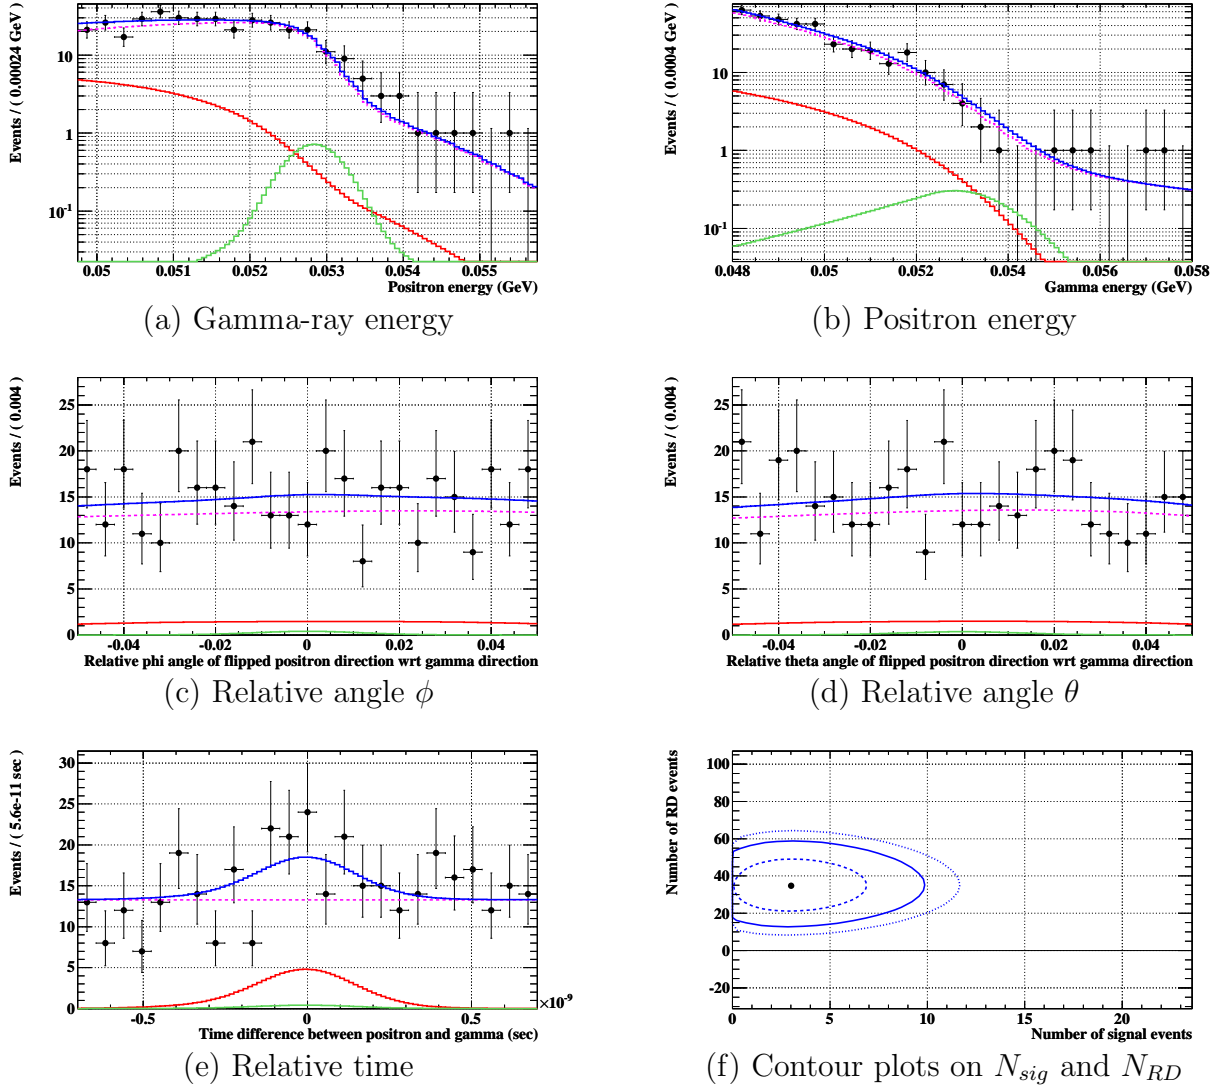 Events / ( 0.00024 GeV )
10
1
10⁻¹
0.05 0.051 0.052 0.053 0.054 0.055
Positron energy (GeV)
(a) Gamma-ray energy
Events / ( 0.0004 GeV )
10
1
10⁻¹
0.048 0.05 0.052 0.054 0.056 0.058
Gamma energy (GeV)
(b) Positron energy
Events / ( 0.004 )
25
20
15
10
5
0
-0.04 -0.02 0 0.02 0.04
Relative phi angle of flipped positron direction wrt gamma direction
(c) Relative angle ϕ
Events / ( 0.004 )
25
20
15
10
5
0
-0.04 -0.02 0 0.02 0.04
Relative theta angle of flipped positron direction wrt gamma direction
(d) Relative angle θ
Events / ( 5.6e-11 sec )
30
25
20
15
10
5
0
-0.5 0 0.5
×10⁻⁹
Time difference between positron and gamma (sec)
(e) Relative time
Number of RD events
100
80
60
40
20
0
-20
0 5 10 15 20
Number of signal events
(f) Contour plots on N_sig and N_RD